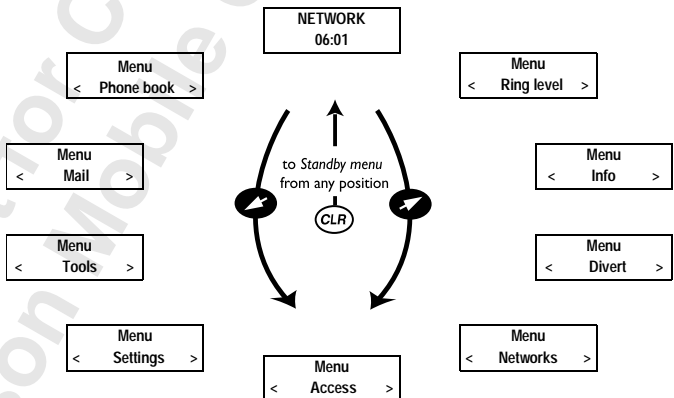 NETWORK
06:01
Menu
< Phone book >
Menu
< Ring level >
to Standby menu
from any position
CLR
Menu
< Mail >
Menu
< Info >
Menu
< Tools >
Menu
< Divert >
Menu
< Settings >
Menu
< Networks >
Menu
< Access >